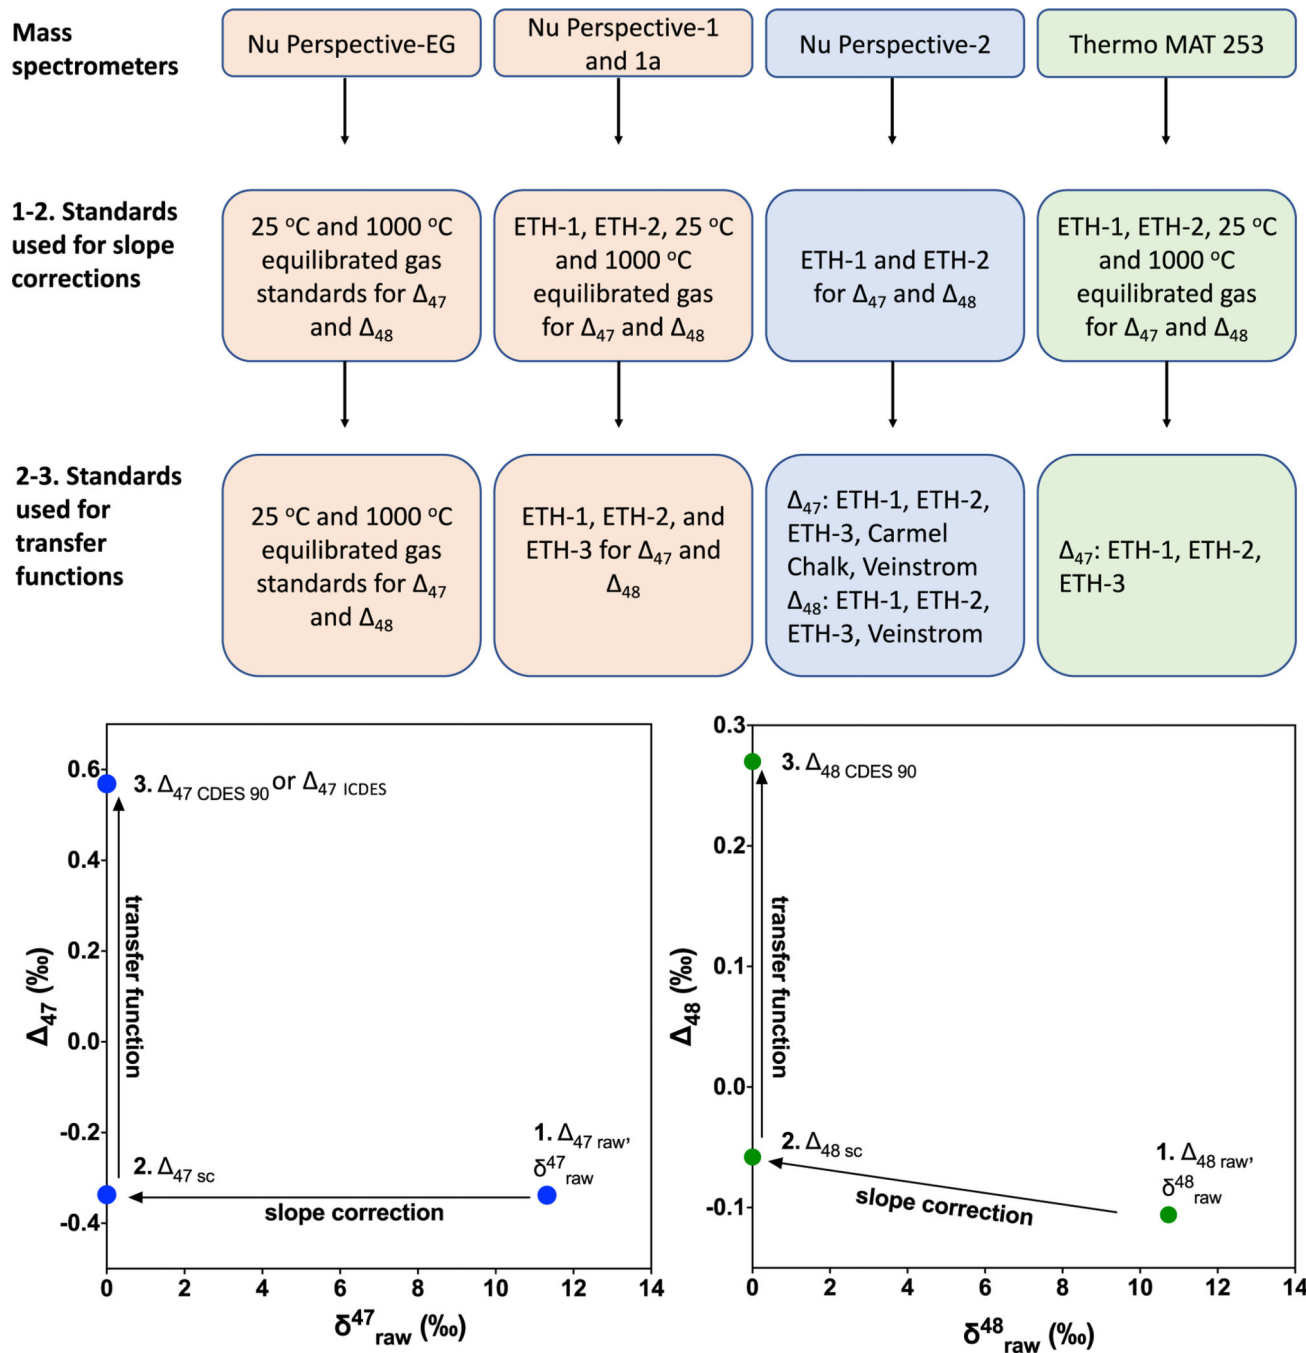 Mass
spectrometers
Nu Perspective-EG
Nu Perspective-1
and 1a
Nu Perspective-2
Thermo MAT 253
1-2. Standards
used for slope
corrections
25 °C and 1000 °C
equilibrated gas
standards for Δ47
and Δ48
ETH-1, ETH-2, 25 °C
and 1000 °C
equilibrated gas
for Δ47 and Δ48
ETH-1 and ETH-2
for Δ47 and Δ48
ETH-1, ETH-2, 25 °C
and 1000 °C
equilibrated gas
for Δ47 and Δ48
2-3. Standards
used for
transfer
functions
25 °C and 1000 °C
equilibrated gas
standards for Δ47
and Δ48
ETH-1, ETH-2, and
ETH-3 for Δ47 and
Δ48
Δ47: ETH-1, ETH-2,
ETH-3, Carmel
Chalk, Veinstrom
Δ48: ETH-1, ETH-2,
ETH-3, Veinstrom
Δ47: ETH-1, ETH-2,
ETH-3
Δ47 (‰)
0.6
0.4
0.2
0.0
-0.2
-0.4
3. Δ47 CDES 90 or Δ47 ICDES
transfer function
2. Δ47 sc
1. Δ47 raw,
δ47raw
slope correction
0 2 4 6 8 10 12 14
δ47raw (‰)
Δ48 (‰)
0.3
0.2
0.1
0.0
-0.1
3. Δ48 CDES 90
transfer function
2. Δ48 sc
1. Δ48 raw,
δ48raw
slope correction
0 2 4 6 8 10 12 14
δ48raw (‰)